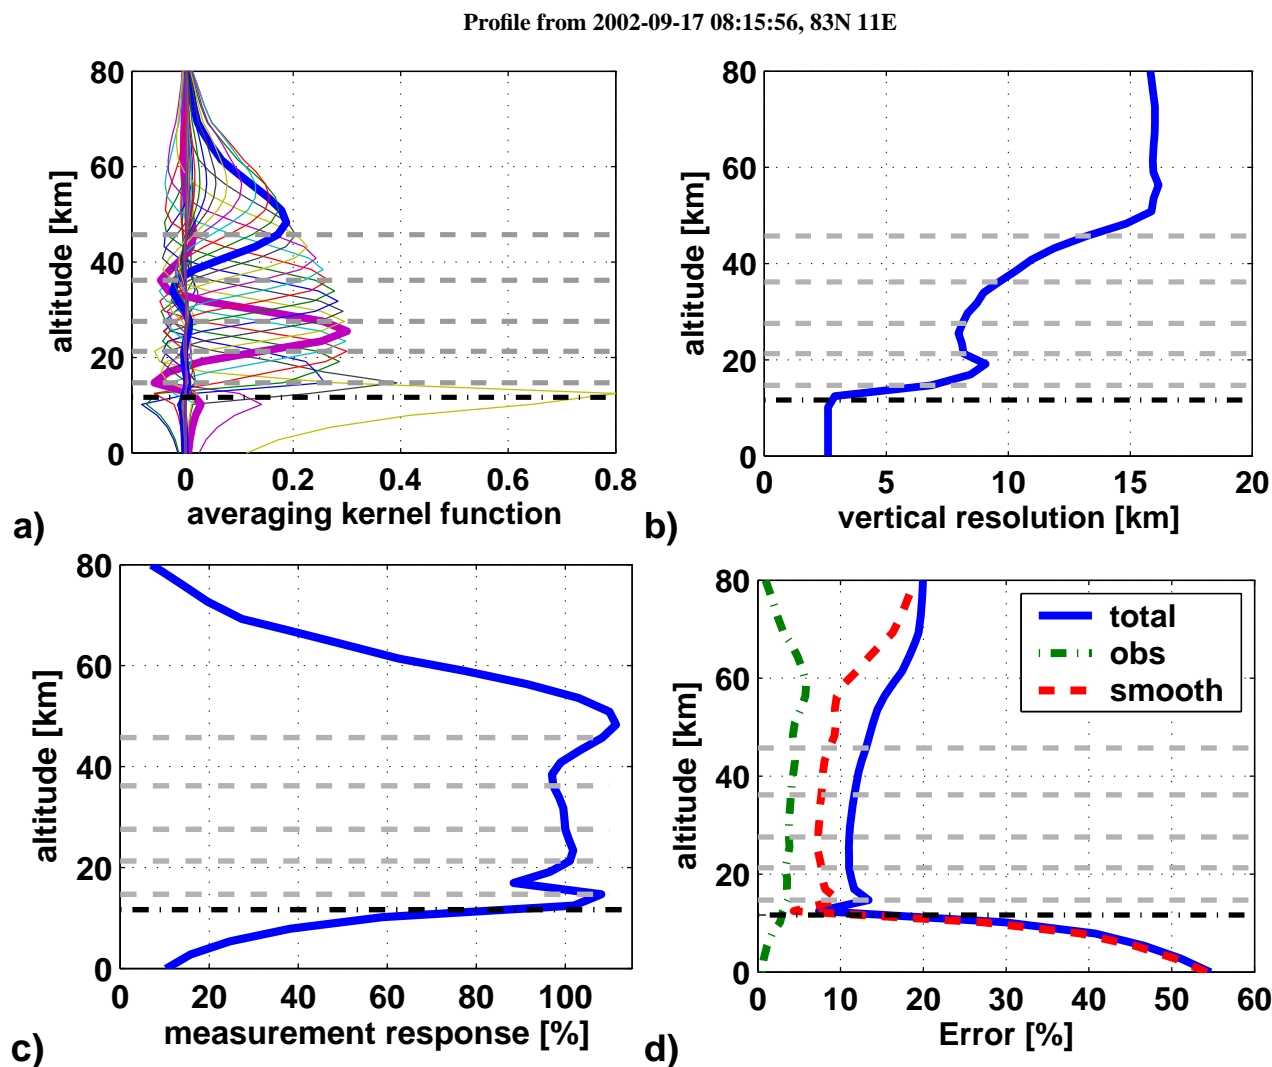 Profile from 2002-09-17 08:15:56, 83N 11E
80
60
40
20
0
altitude [km]
0
0.2
0.4
0.6
0.8
averaging kernel function
a)
80
60
40
20
0
altitude [km]
0
5
10
15
20
vertical resolution [km]
b)
80
60
40
20
0
altitude [km]
0
20
40
60
80
100
measurement response [%]
c)
80
60
40
20
0
altitude [km]
total
obs
smooth
0
10
20
30
40
50
60
Error [%]
d)